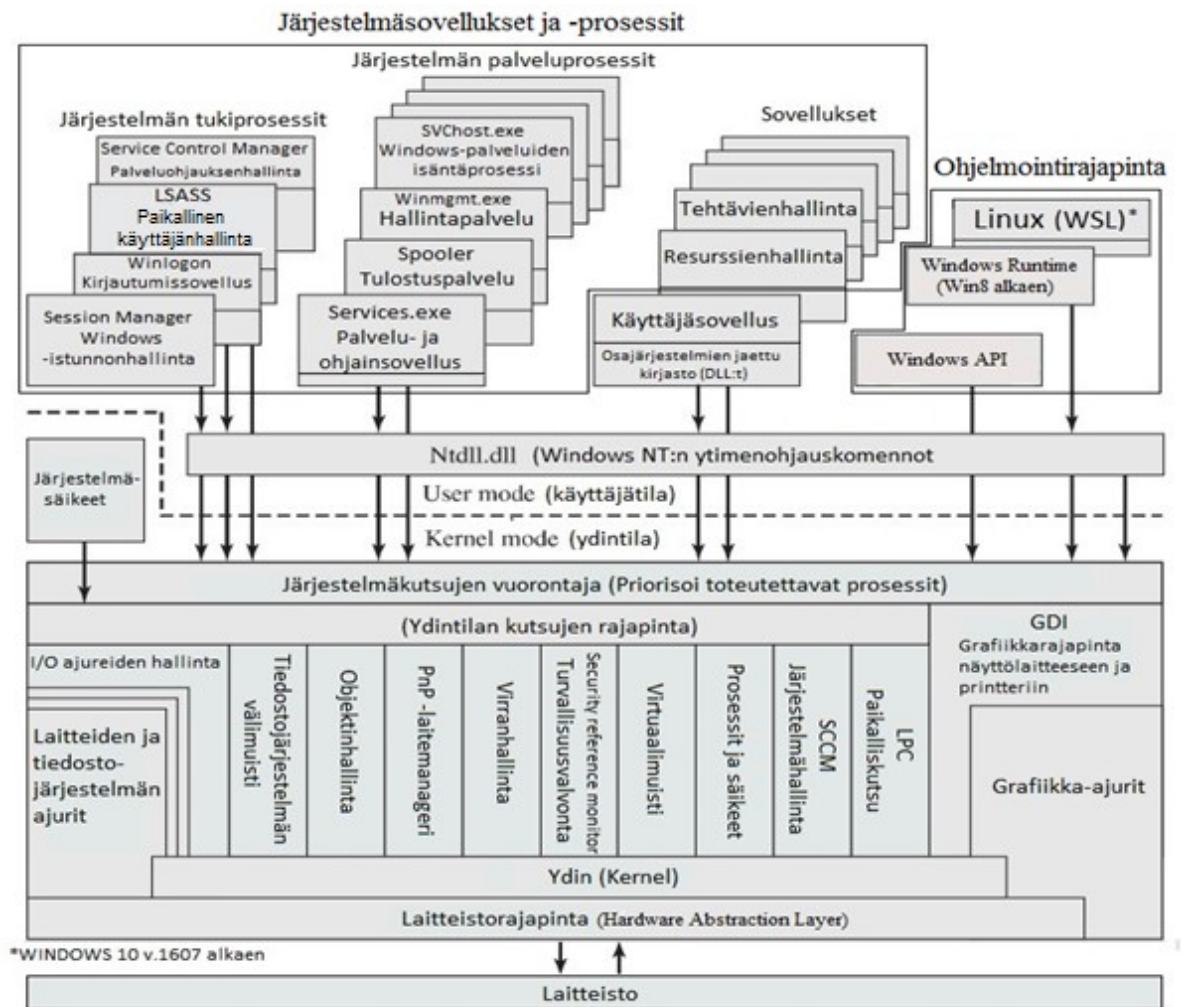 Järjestelmäsovellukset ja -prosessit
Järjestelmän palveluprosessit
Järjestelmän tukiprosessit
Service Control Manager
Palveluohjauksenhallinta
LSASS
Paikallinen
käyttäjänhallinta
Winlogon
Kirjautumissovellus
Session Manager
Windows
-istunnonhallinta
SVChost.exe
Windows-palveluiden
isäntäprosessi
Winmgmt.exe
Hallintapalvelu
Spooler
Tulostuspalvelu
Services.exe
Palvelu- ja
ohjainsovellus
Sovellukset
Tehtävienhallinta
Resurssienhallinta
Käyttäjäsovellus
Osajärjestelmien jaettu
kirjasto (DLL:t)
Ohjelmointirajapinta
Linux (WSL)*
Windows Runtime
(Win8 alkaen)
Windows API
Järjestelmä-
säikeet
Ntdll.dll (Windows NT:n ytimenohjauskomennot
User mode (käyttäjätila)
Kernel mode (ydintila)
Järjestelmäkutsujen vuorontaja (Priorisoi toteutettavat prosessit)
(Ydintilan kutsujen rajapinta)
I/O ajureiden hallinta
Laitteiden ja
tiedosto-
järjestelmän
ajurit
Tiedostojärjestelmän
välimuisti
Objektinhallinta
PnP -laitemanageri
Virranhallinta
Security reference monitor
Turvallisuusvalvonta
Virtuaalimuisti
Prosessit ja säikeet
SCCM
Järjestelmähallinta
LPC
Paikalliskutsu
GDI
Grafiikkarajapinta
näyttölaitteeseen ja
printteriin
Grafiikka-ajurit
Ydin (Kernel)
Laitteistorajapinta (Hardware Abstraction Layer)
*WINDOWS 10 v.1607 alkaen
Laitteisto